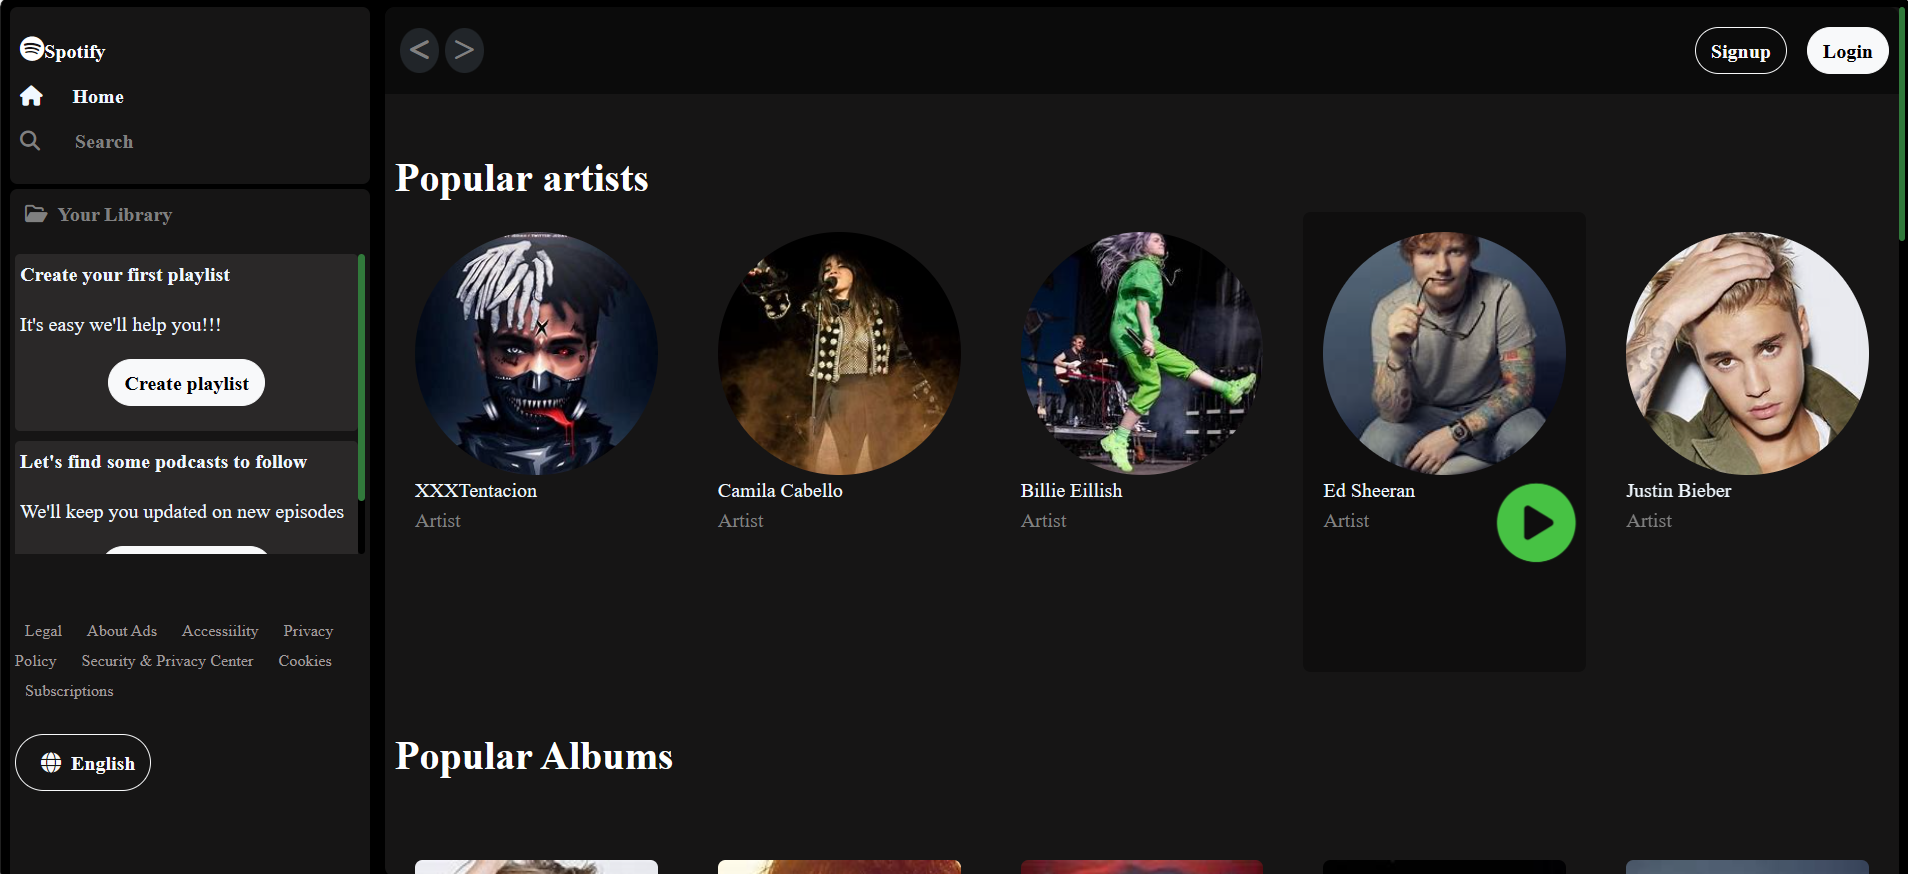 Spotify
Home
Search
Your Library
Create your first playlist
It's easy we'll help you!!!
Create playlist
Let's find some podcasts to follow
We'll keep you updated on new episodes
Legal About Ads Accessiility Privacy
Policy Security & Privacy Center Cookies
Subscriptions
English
< >
Signup Login
Popular artists
XXXTentacion
Artist
Camila Cabello
Artist
Billie Eillish
Artist
Ed Sheeran
Artist
Justin Bieber
Artist
Popular Albums